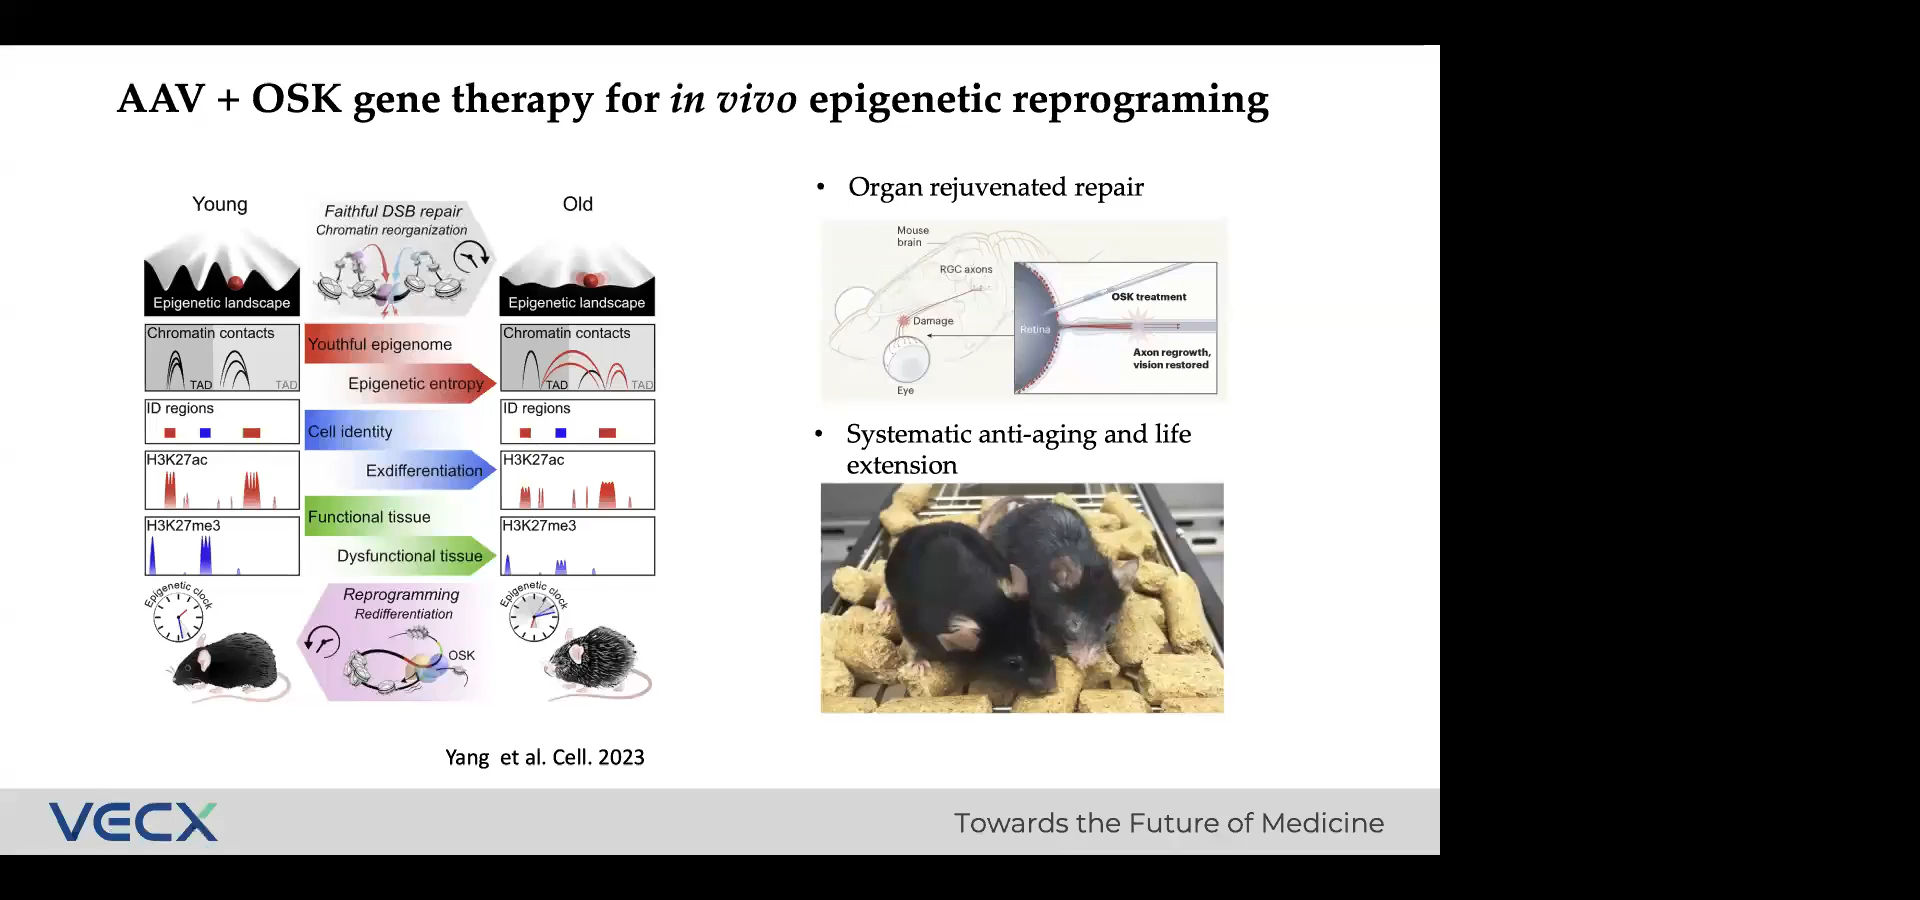 AAV + OSK gene therapy for in vivo epigenetic reprograming
Young
Faithful DSB repair
Chromatin reorganization
Old
Epigenetic landscape
Epigenetic landscape
Chromatin contacts
TAD
TAD
Youthful epigenome
Epigenetic entropy
Chromatin contacts
TAD
TAD
ID regions
Cell identity
ID regions
H3K27ac
Exdifferentiation
H3K27ac
Functional tissue
H3K27me3
Dysfunctional tissue
H3K27me3
Epigenetic clock
Reprogramming
Redifferentiation
OSK
Epigenetic clock
Yang et al. Cell. 2023
• Organ rejuvenated repair
Mouse
brain
RGC axons
Damage
Eye
Retina
OSK treatment
Axon regrowth,
vision restored
• Systematic anti-aging and life
extension
VECX
Towards the Future of Medicine